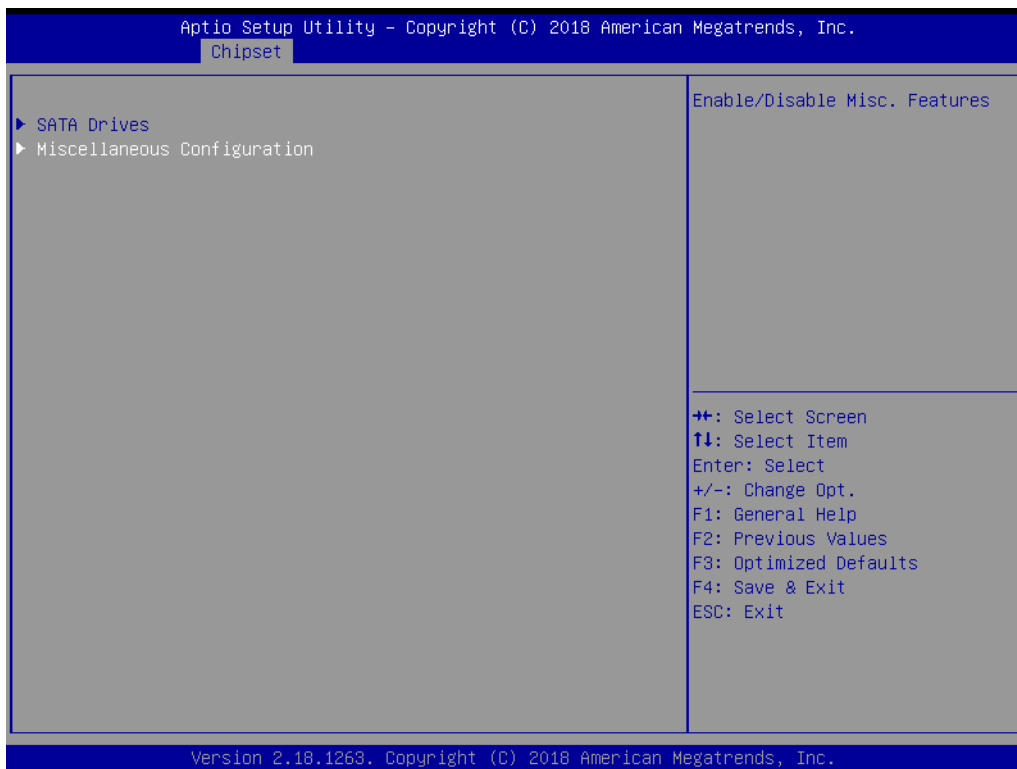 Aptio Setup Utility – Copyright (C) 2018 American Megatrends, Inc.
Chipset
SATA Drives
Miscellaneous Configuration
Enable/Disable Misc. Features
→←: Select Screen
↑↓: Select Item
Enter: Select
+/-: Change Opt.
F1: General Help
F2: Previous Values
F3: Optimized Defaults
F4: Save & Exit
ESC: Exit
Version 2.18.1263. Copyright (C) 2018 American Megatrends, Inc.